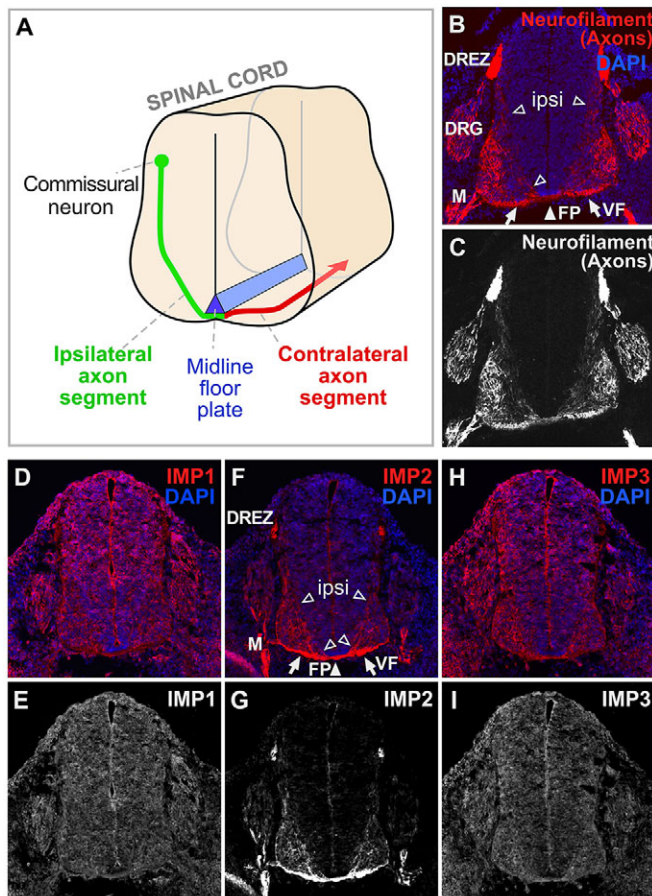 A
SPINAL CORD
Commissural
neuron
Ipsilateral
axon
segment
Midline
floor
plate
Contralateral
axon
segment
B
Neurofilament
(Axons)
DREZ
DAPI
ipsi
DRG
M
FP
VF
C
Neurofilament
(Axons)
D
IMP1
DAPI
F
IMP2
DAPI
DREZ
ipsi
M
FP
VF
H
IMP3
DAPI
E
IMP1
G
IMP2
I
IMP3